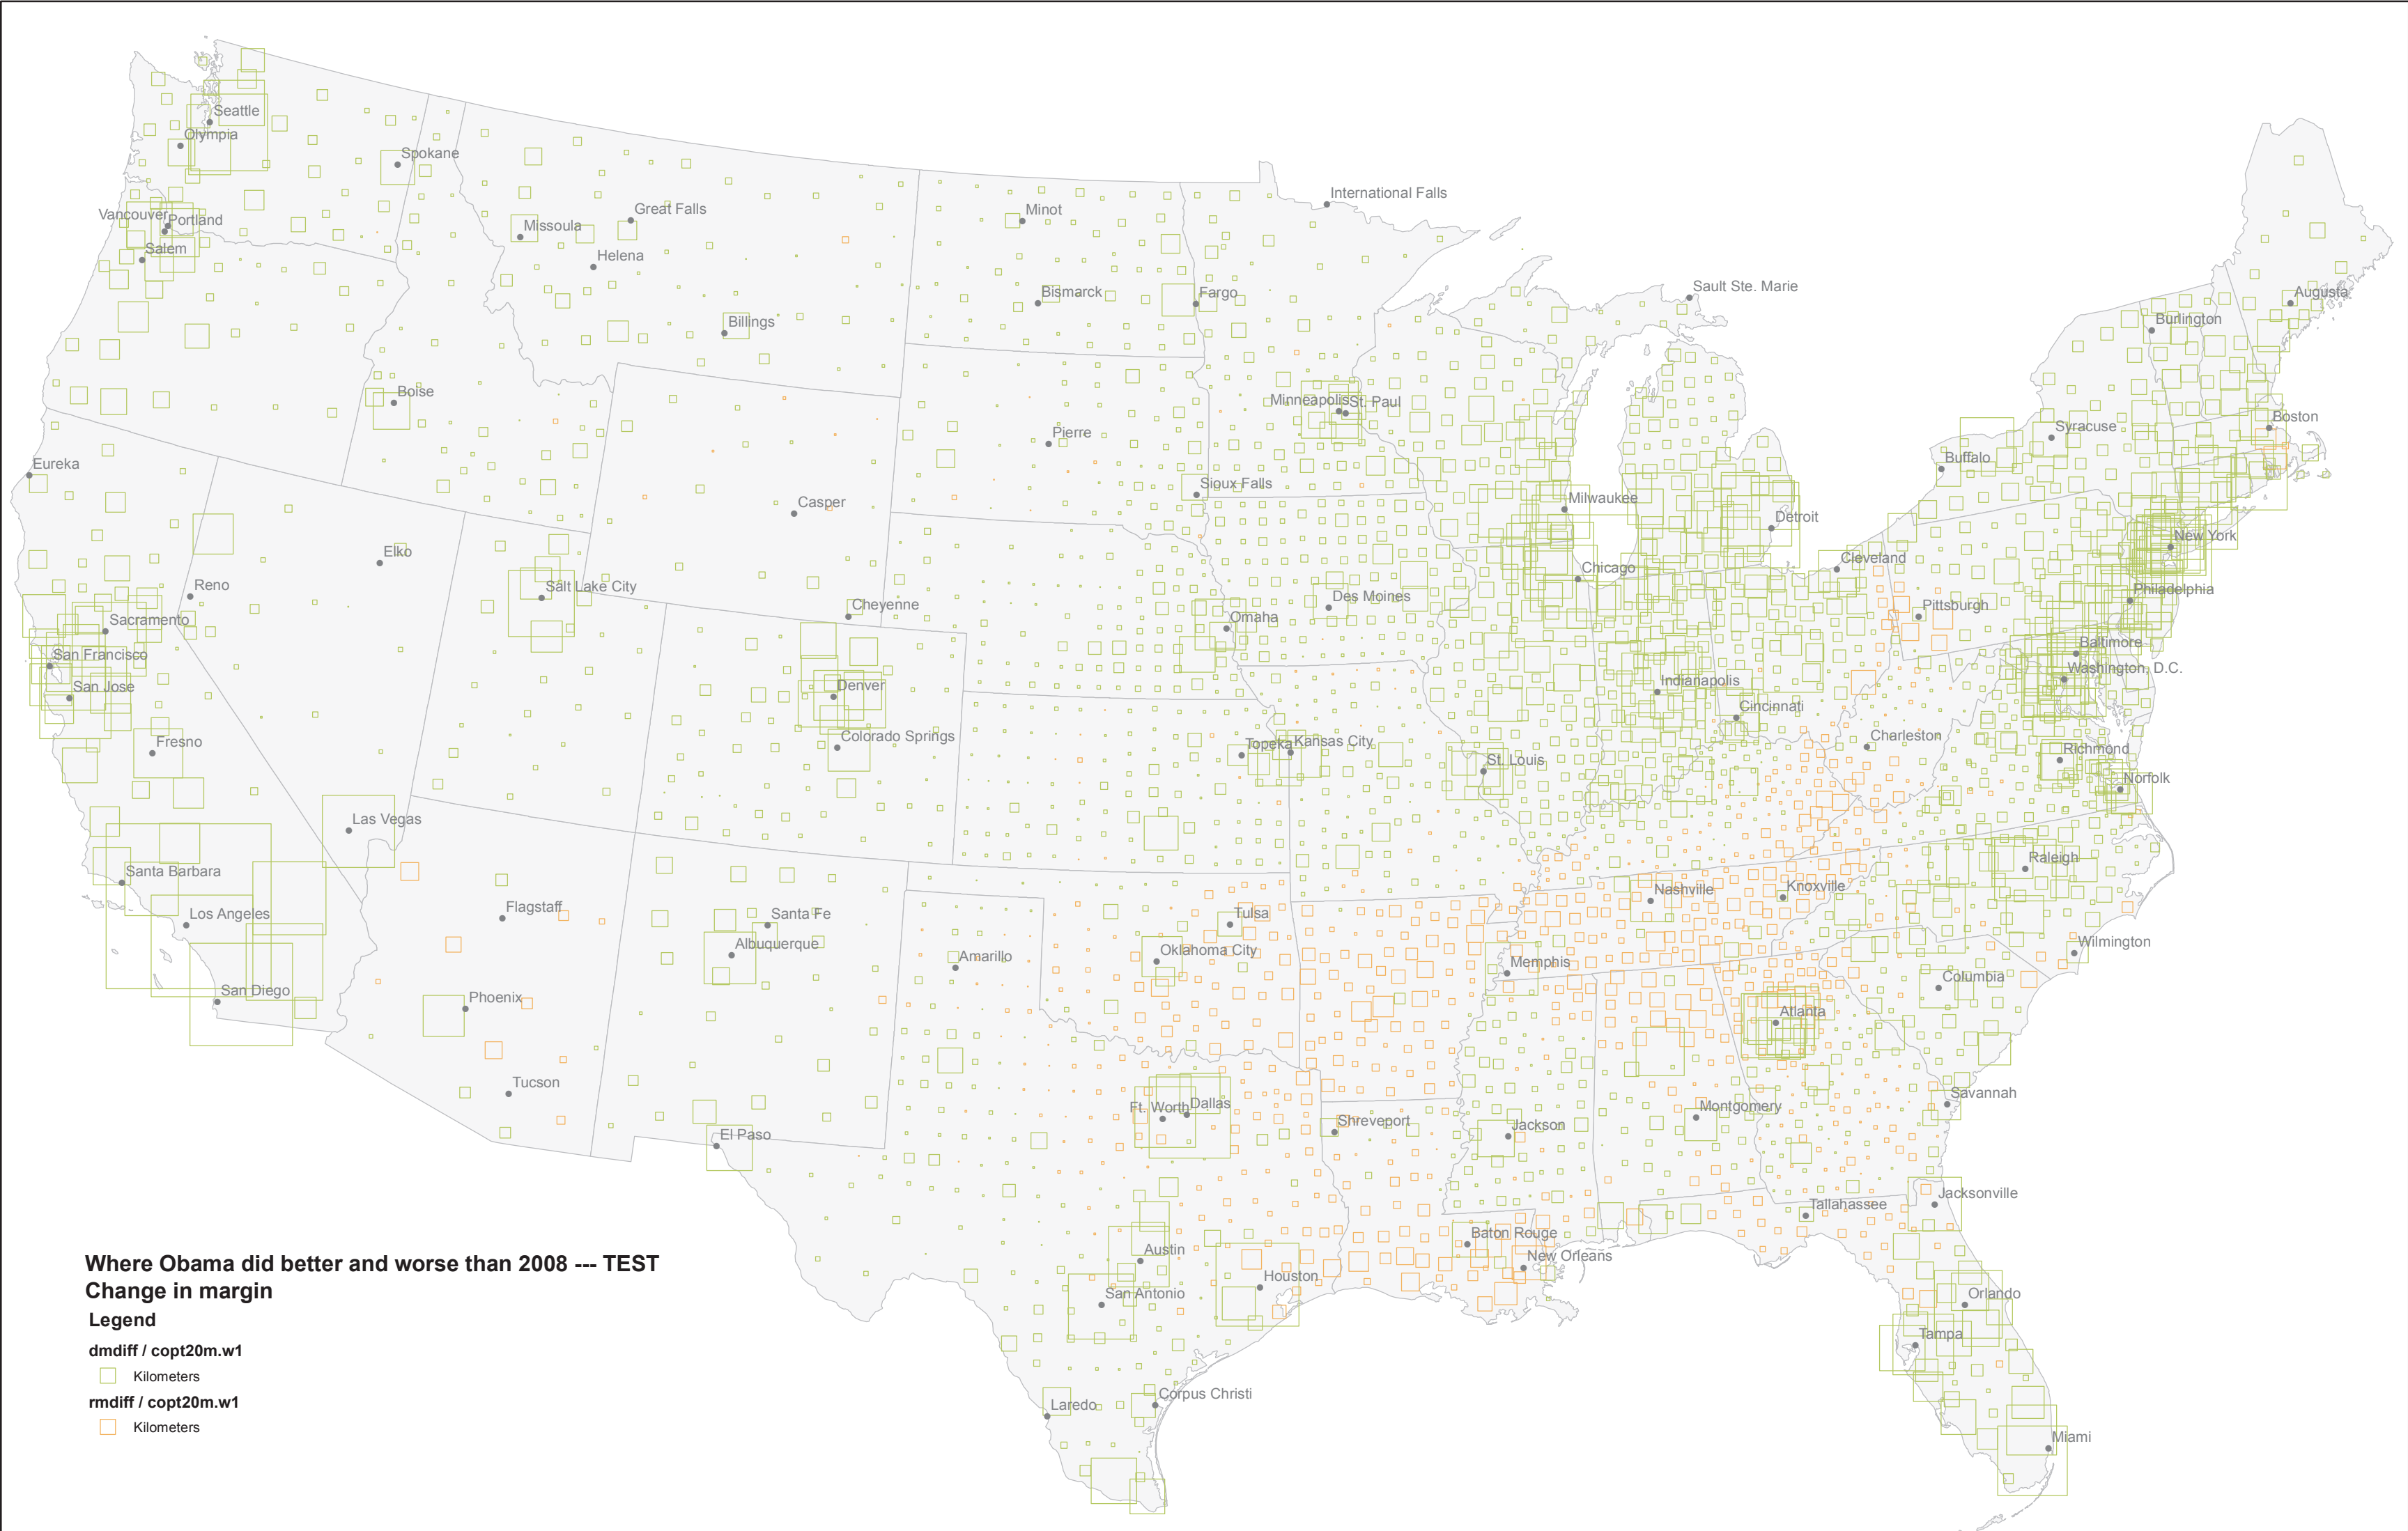 Seattle
Olympia
Spokane
Vancouver
Portland
Salem
Missoula
Great Falls
Helena
Billings
Minot
Bismarck
Fargo
International Falls
Sault Ste. Marie
Augusta
Burlington
Boise
Pierre
Minneapolis
St. Paul
Syracuse
Boston
Buffalo
Eureka
Casper
Sioux Falls
Milwaukee
Detroit
New York
Elko
Reno
Salt Lake City
Cheyenne
Des Moines
Omaha
Chicago
Cleveland
Pittsburgh
Philadelphia
Sacramento
San Francisco
San Jose
Denver
Colorado Springs
Topeka
Kansas City
Indianapolis
Cincinnati
Baltimore
Washington, D.C.
Fresno
St. Louis
Charleston
Richmond
Norfolk
Las Vegas
Santa Barbara
Los Angeles
San Diego
Flagstaff
Phoenix
Tucson
Santa Fe
Albuquerque
El Paso
Amarillo
Tulsa
Oklahoma City
Memphis
Nashville
Knoxville
Raleigh
Wilmington
Columbia
Atlanta
Savannah
Ft. Worth
Dallas
Shreveport
Jackson
Montgomery
Jacksonville
Tallahassee
Austin
San Antonio
Houston
Baton Rouge
New Orleans
Orlando
Tampa
Miami
Laredo
Corpus Christi
Where Obama did better and worse than 2008 --- TEST
Change in margin
Legend
dmdiff / copt20m.w1
Kilometers
rmdiff / copt20m.w1
Kilometers